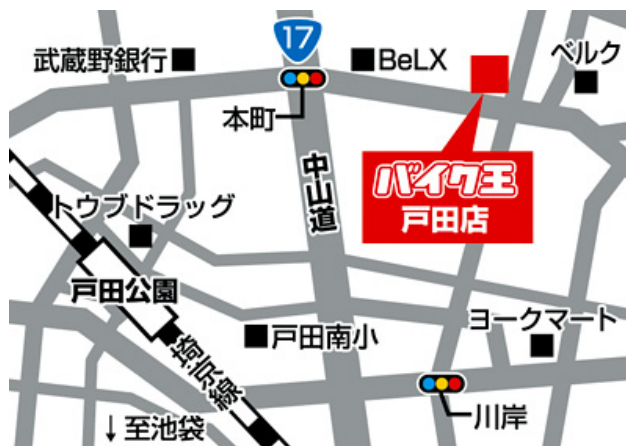 17
武蔵野銀行
BeLX
ベルク
本町
中山道
バイク王
戸田店
トウブドラッグ
戸田公園
ヨークマート
戸田南小
埼京線
川岸
↓至池袋